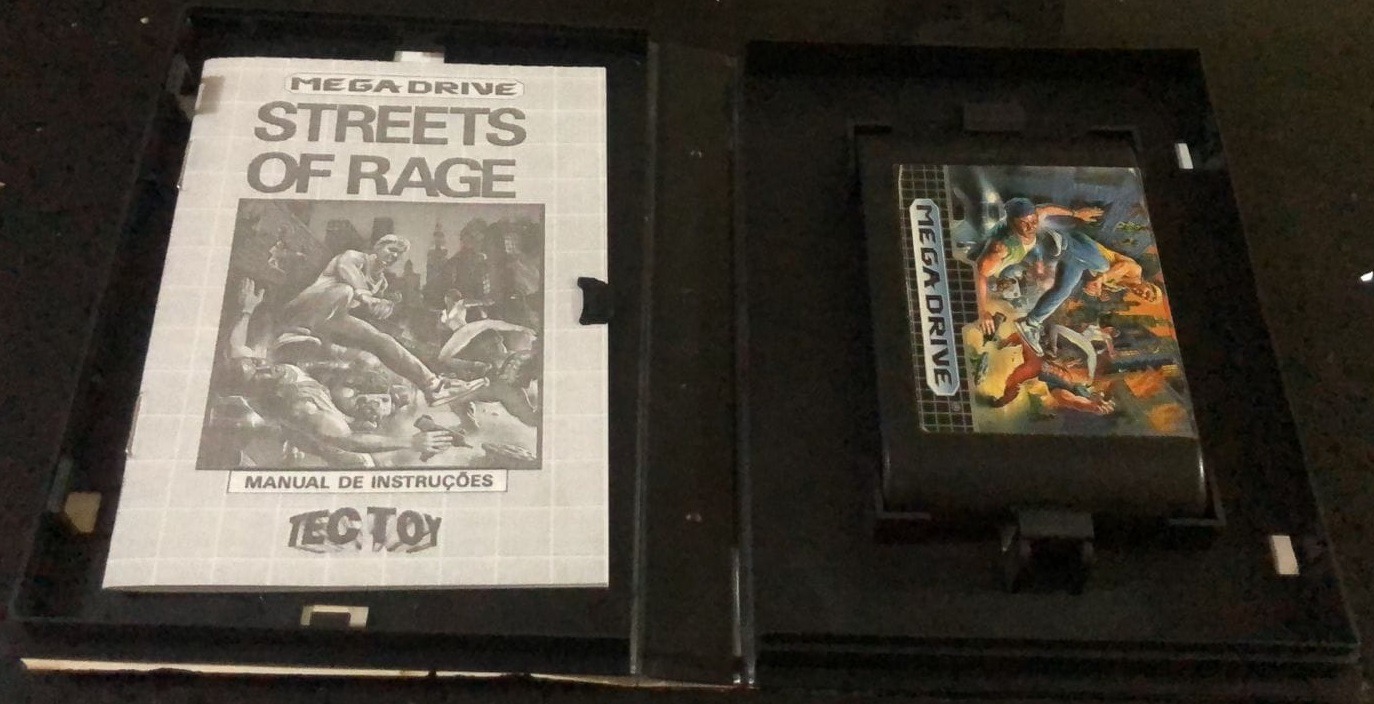 MEGA DRIVE
STREETS
OF RAGE
MANUAL DE INSTRUÇÕES
TEC TOY
MEGA DRIVE